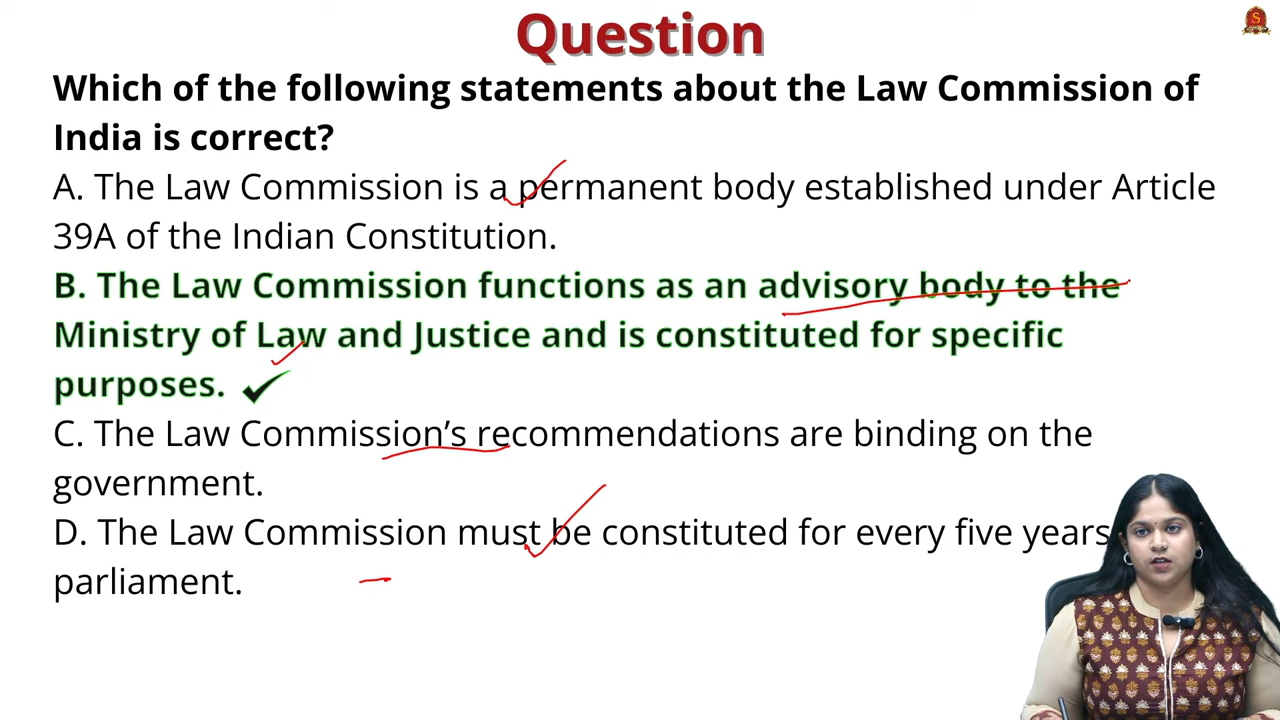 Question
Which of the following statements about the Law Commission of
India is correct?
A. The Law Commission is a permanent body established under Article
39A of the Indian Constitution.
B. The Law Commission functions as an advisory body to the
Ministry of Law and Justice and is constituted for specific
purposes.
C. The Law Commission's recommendations are binding on the
government.
D. The Law Commission must be constituted for every five years
parliament.
S